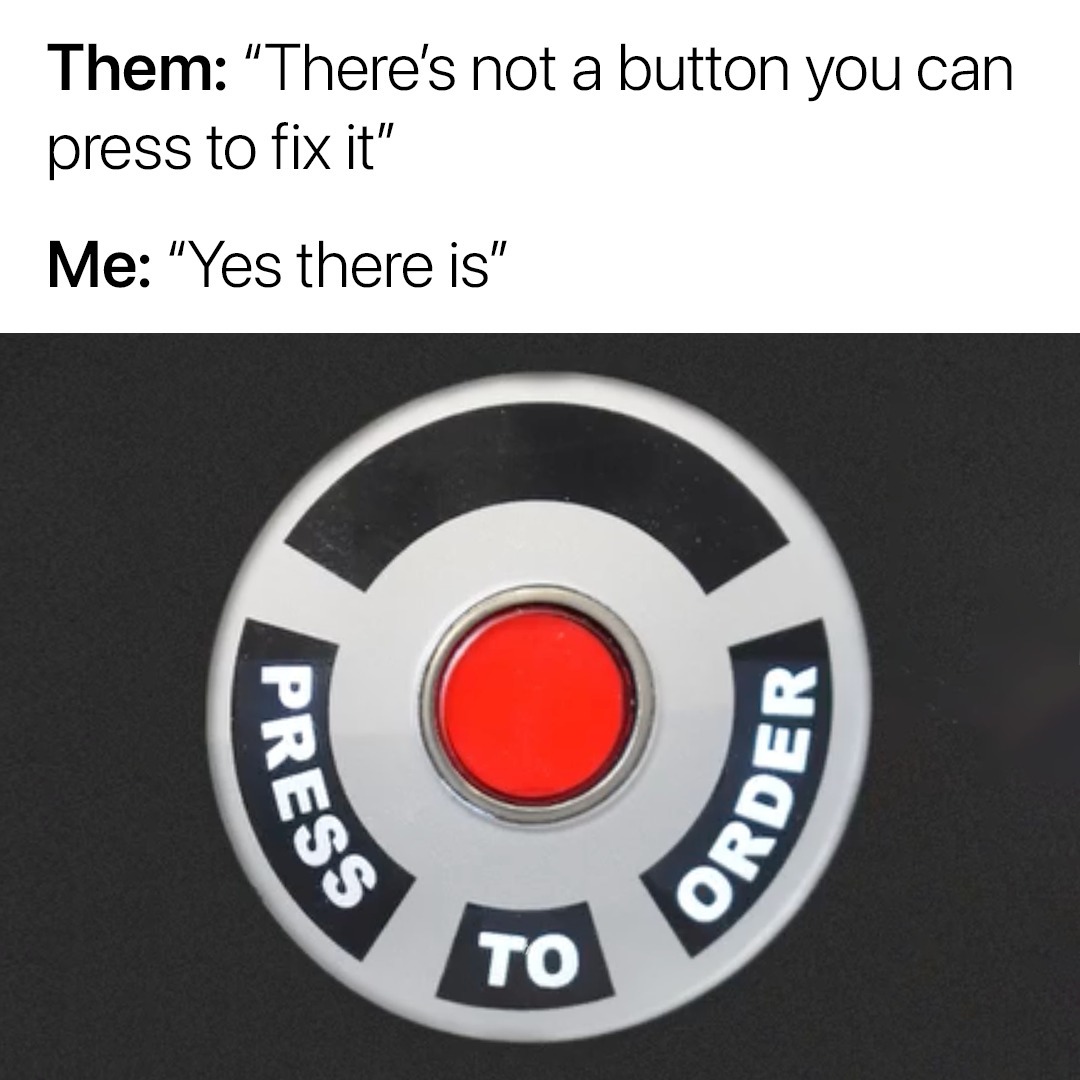 Them: “There’s not a button you can
press to fix it”
Me: “Yes there is”
PRESS
TO
ORDER